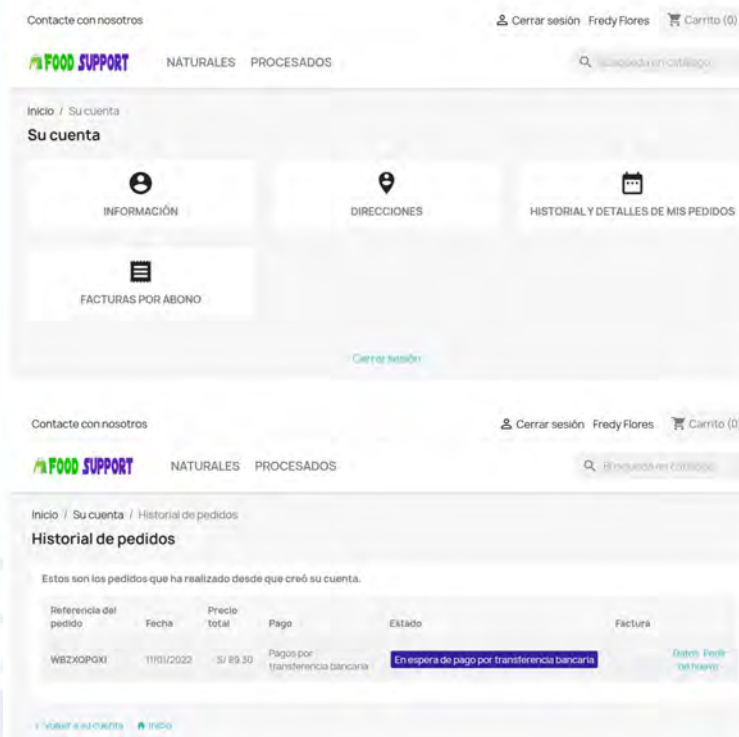 Contacte con nosotros Cerrar sesión Fredy Flores Carrito (0)
FOOD SUPPORT NATURALES PROCESADOS Búsqueda en catálogo
Inicio / Su cuenta
Su cuenta
INFORMACIÓN DIRECCIONES HISTORIAL Y DETALLES DE MIS PEDIDOS
FACTURAS POR ABONO
Cerrar sesión
Contacte con nosotros Cerrar sesión Fredy Flores Carrito (0)
FOOD SUPPORT NATURALES PROCESADOS Búsqueda en catálogo
Inicio / Su cuenta / Historial de pedidos
Historial de pedidos
Estos son los pedidos que ha realizado desde que creó su cuenta.
Referencia del pedido Fecha Precio total Pago Estado Factura
WBZXOPGXI 11/01/2022 S/ 89.30 Pagos por transferencia bancaria En espera de pago por transferencia bancaria Datos Pedir de nuevo
< Volver a su cuenta Inicio